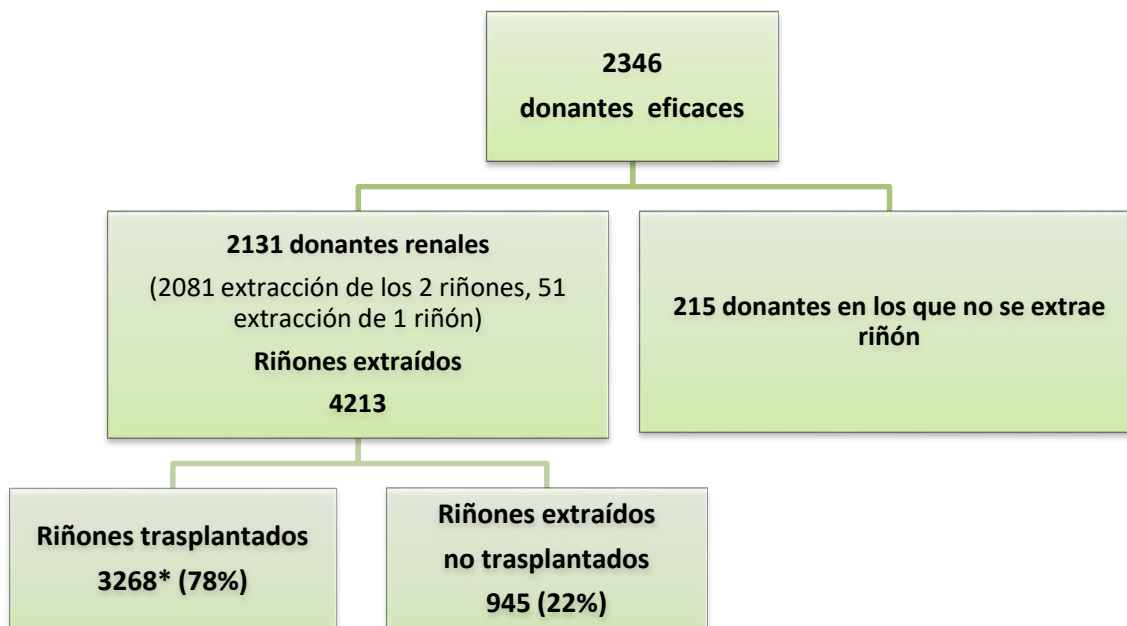 2346
donantes eficaces
2131 donantes renales
(2081 extracción de los 2 riñones, 51
extracción de 1 riñón)
Riñones extraídos
4213
215 donantes en los que no se extrae
riñón
Riñones trasplantados
3268* (78%)
Riñones extraídos
no trasplantados
945 (22%)